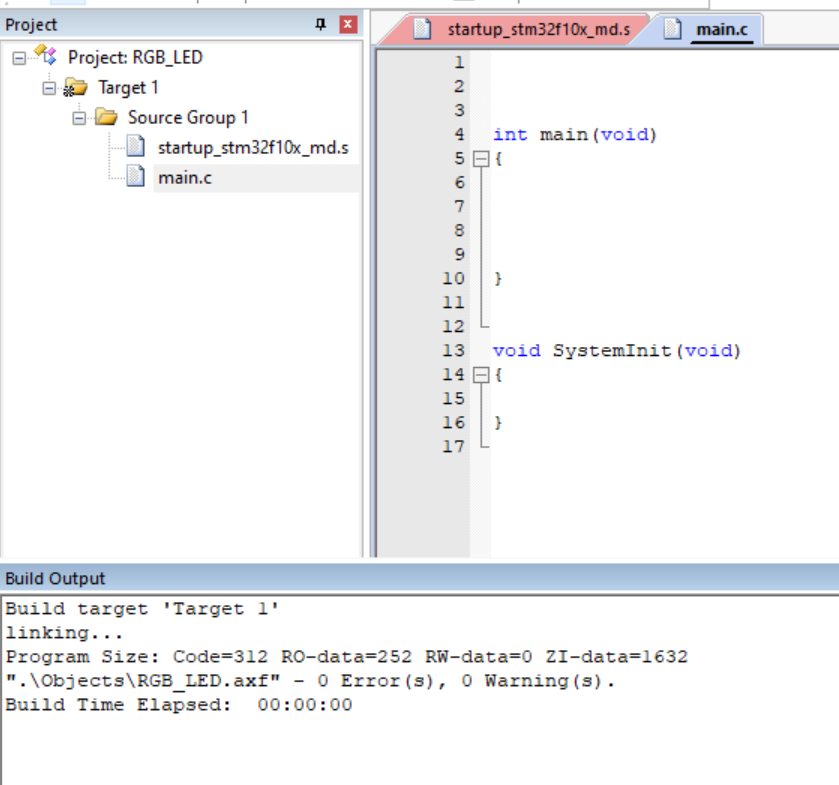 Project
Project: RGB_LED
Target 1
Source Group 1
startup_stm32f10x_md.s
main.c
startup_stm32f10x_md.s main.c
1
2
3
4 int main(void)
5 {
6
7
8
9
10 }
11
12
13 void SystemInit(void)
14 {
15
16 }
17
Build Output
Build target 'Target 1'
linking...
Program Size: Code=312 RO-data=252 RW-data=0 ZI-data=1632
".\Objects\RGB_LED.axf" - 0 Error(s), 0 Warning(s).
Build Time Elapsed:  00:00:00